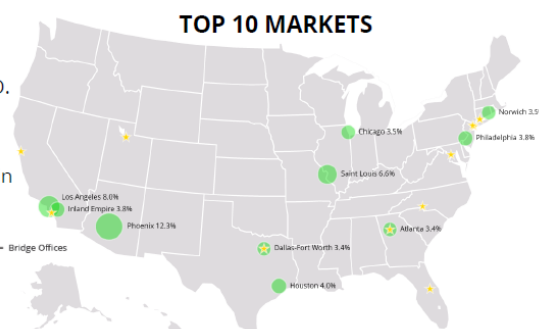 TOP 10 MARKETS
).
n
Norwich 3.5%
Chicago 3.5%
Philadelphia 3.8%
Saint Louis 6.6%
Los Angeles 8.0%
Inland Empire 3.8%
Phoenix 12.3%
Atlanta 3.4%
- Bridge Offices
Dallas-Fort Worth 3.4%
Houston 4.0%